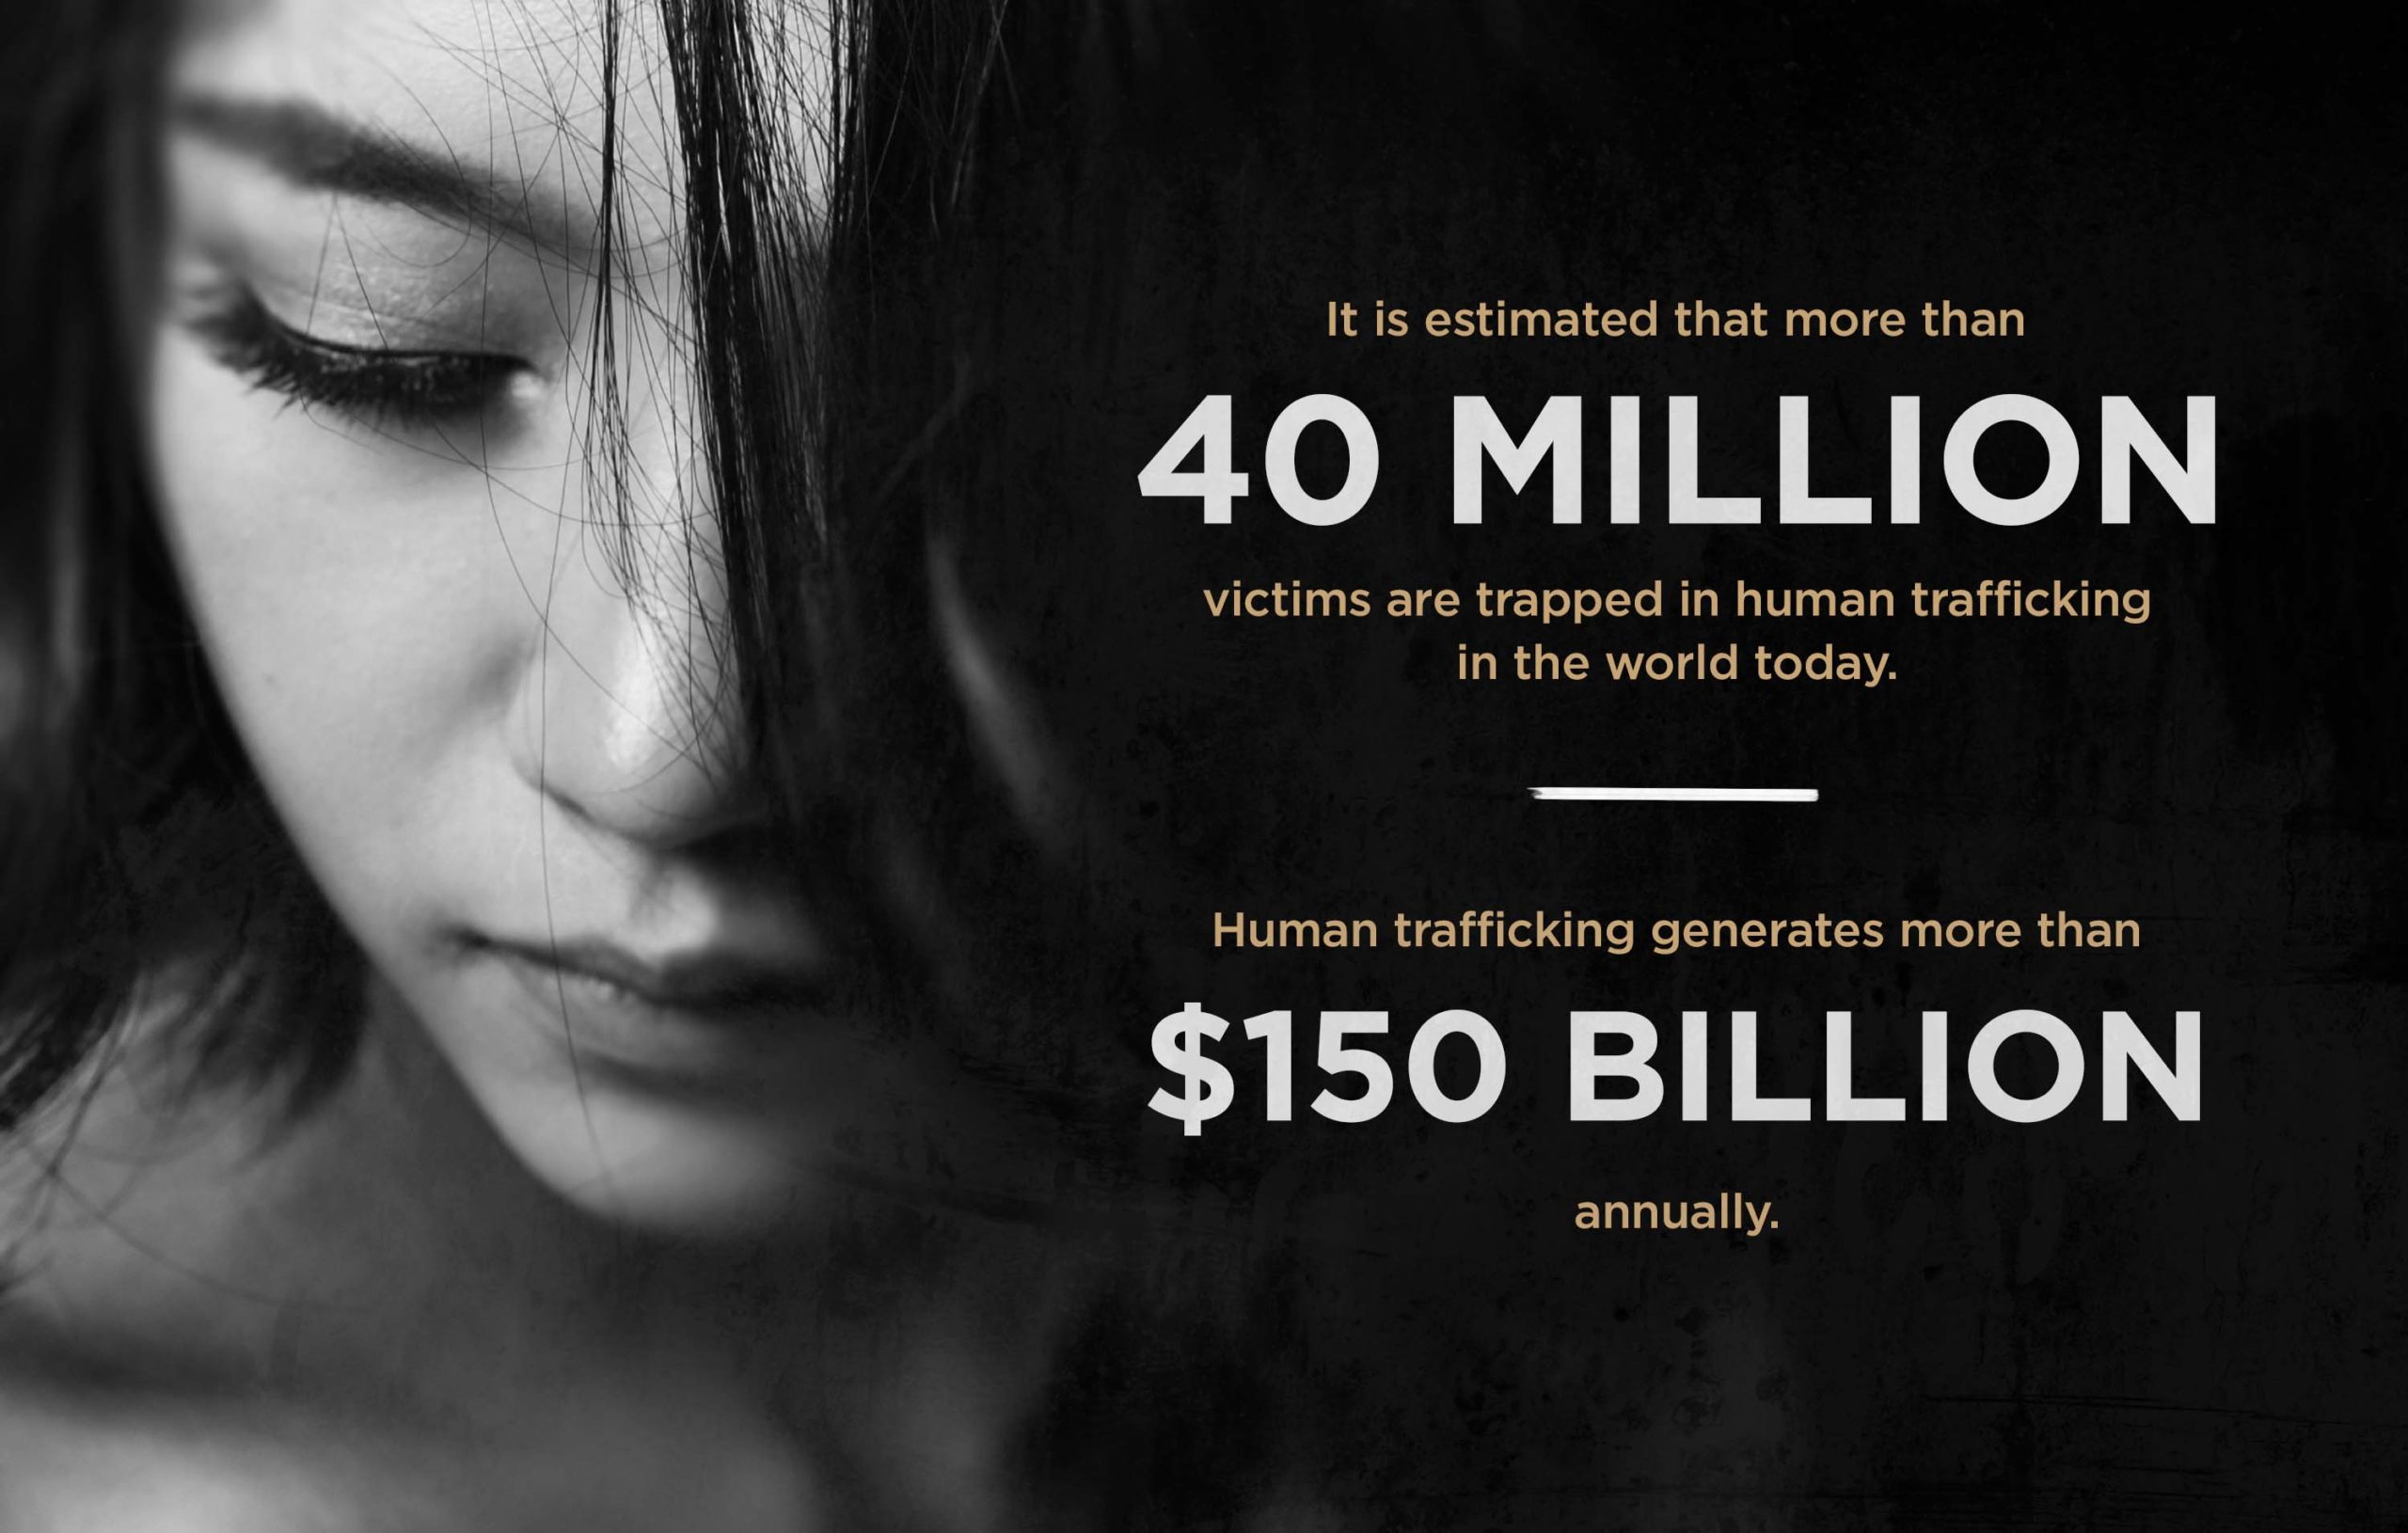 It is estimated that more than
40 MILLION
victims are trapped in human trafficking
in the world today.
Human trafficking generates more than
$150 BILLION
annually.